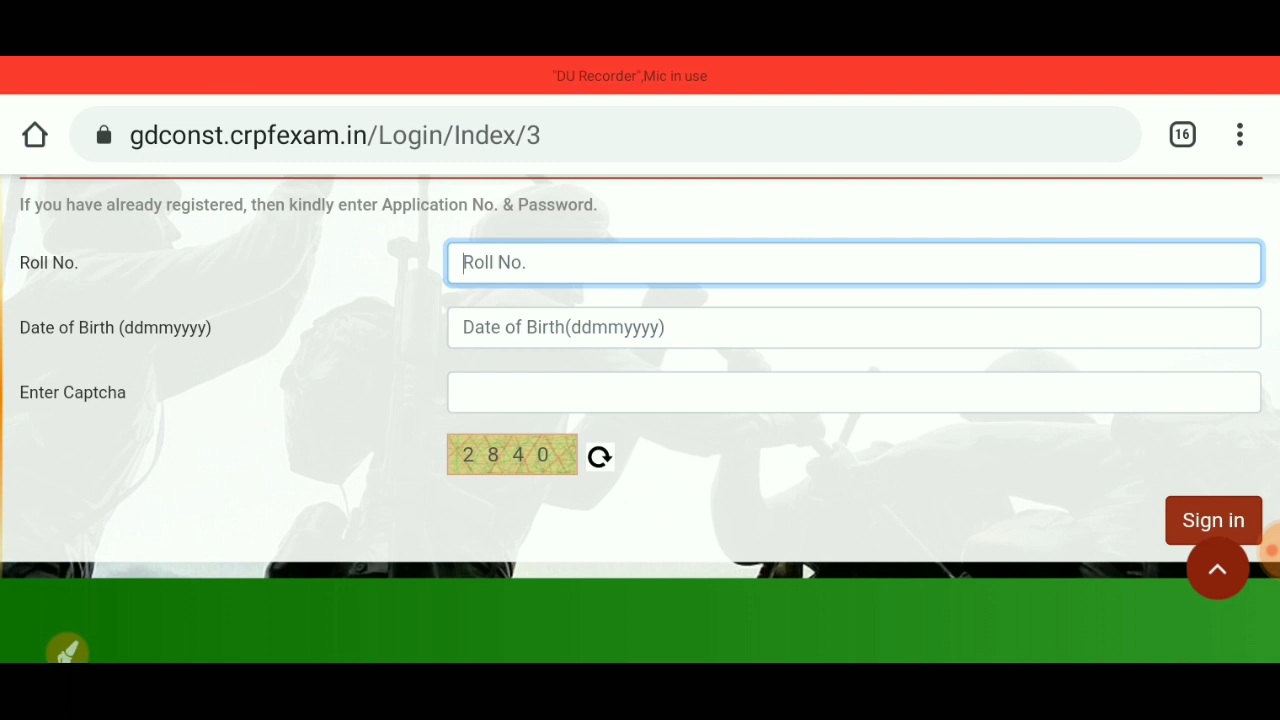 "DU Recorder",Mic in use
gdconst.crpfexam.in/Login/Index/3
16
If you have already registered, then kindly enter Application No. & Password.
Roll No.
Roll No.
Date of Birth (ddmmyyyy)
Date of Birth(ddmmyyyy)
Enter Captcha
2 8 4 0
Sign in